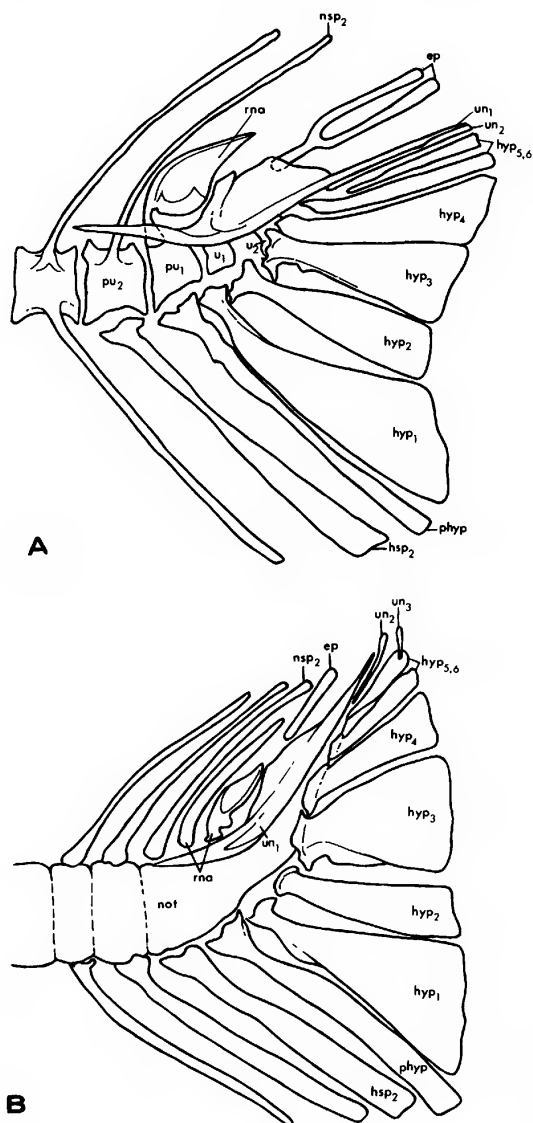 nsp2
ep
un1
un2
rna
hyp5,6
hyp4
hyp3
pu2
pu1
u1
u2
hyp2
hyp1
phyp
hsp2
A
un3
un2
ep
nsp2
hyp5,6
hyp4
hyp3
un1
rna
not
hyp2
hyp1
phyp
hsp2
B